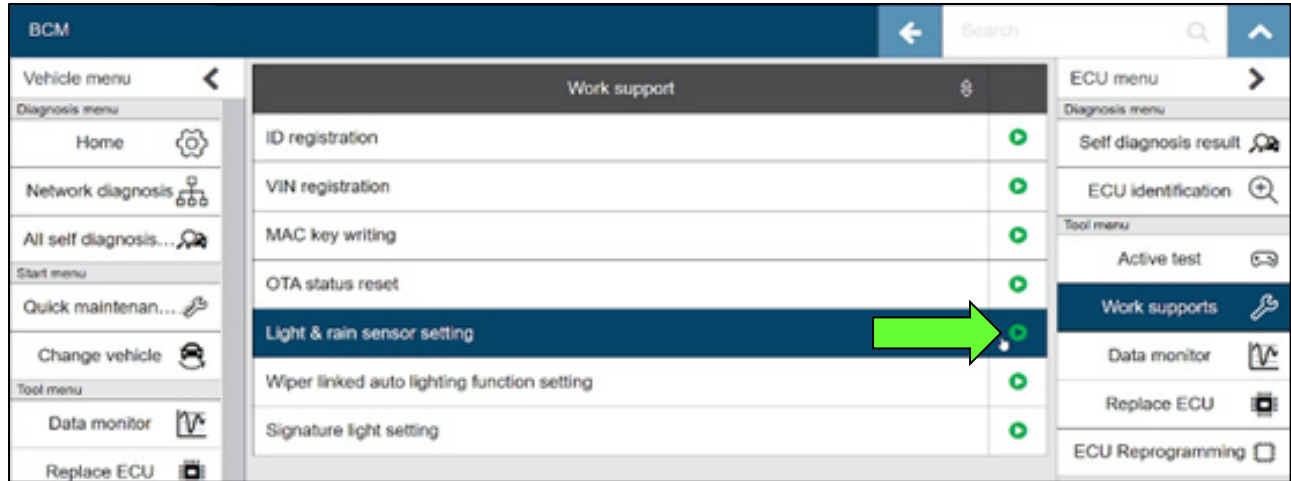 BCM
Search
Vehicle menu
Diagnosis menu
Home
Network diagnosis
All self diagnosis...
Start menu
Quick maintenan....
Change vehicle
Tool menu
Data monitor
Replace ECU
Work support
ID registration
VIN registration
MAC key writing
OTA status reset
Light & rain sensor setting
Wiper linked auto lighting function setting
Signature light setting
ECU menu
Diagnosis menu
Self diagnosis result
ECU identification
Tool menu
Active test
Work supports
Data monitor
Replace ECU
ECU Reprogramming